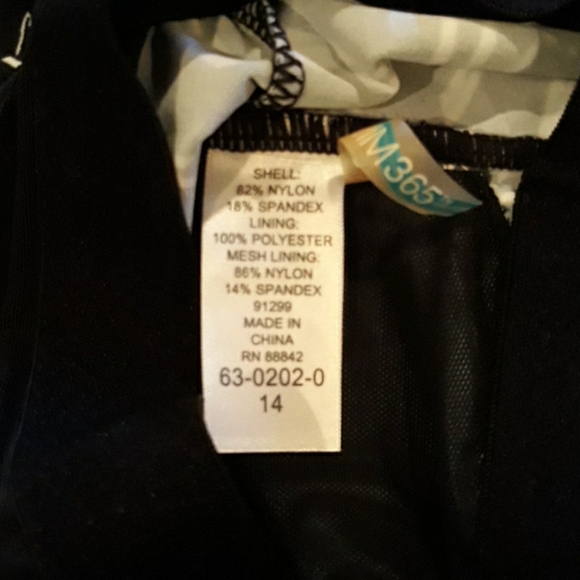 SHELL:
82% NYLON
18% SPANDEX
LINING:
100% POLYESTER
MESH LINING:
86% NYLON
14% SPANDEX
91299
MADE IN
CHINA
RN 88842
63-0202-0
14
M365